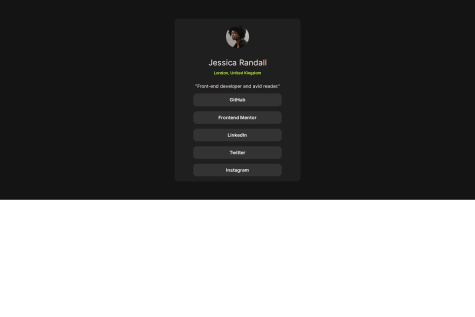 Jessica Randall
London, United Kingdom
"Front-end developer and avid reader."
GitHub
Frontend Mentor
LinkedIn
Twitter
Instagram